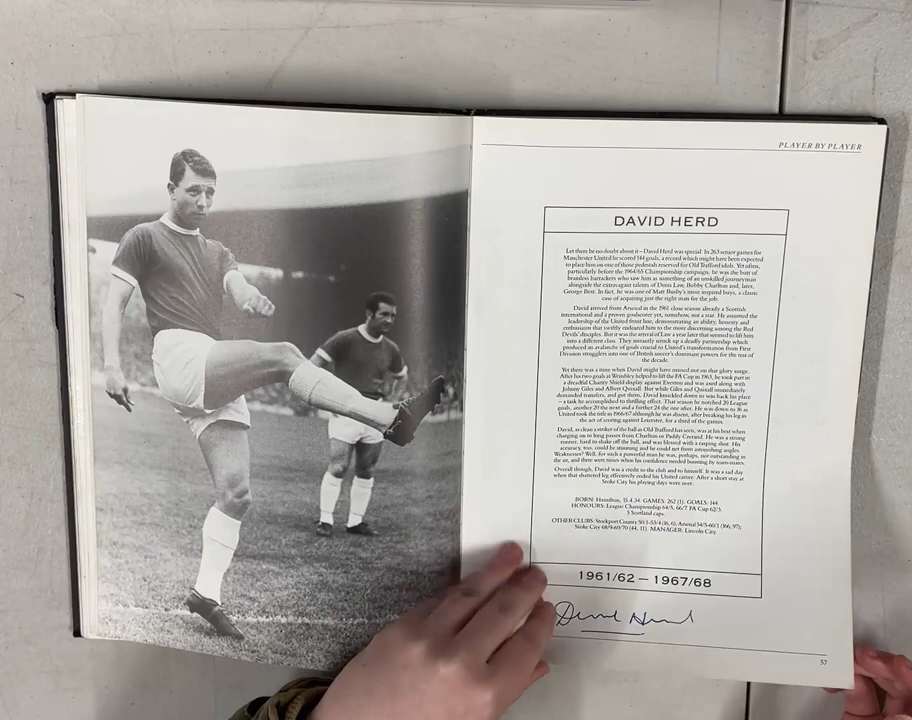 PLAYER BY PLAYER
DAVID HERD
Let there be no doubt about it — David Herd was special. In 263 senior games for
Manchester United he scored 144 goals, a record which might have been expected
to place him on one of those pedestals reserved for Old Trafford idols. Yet often,
particularly before the 1964/65 Championship campaign, he was the butt of
brainless barrackers who saw him as something of an unskilled journeyman
alongside the extravagant talents of Denis Law, Bobby Charlton and, later,
George Best. In fact, he was one of Matt Busby's most inspired buys, a classic
case of acquiring just the right man for the job.
David arrived from Arsenal in the 1961 close season already a Scottish
international and a proven goalscorer yet, somehow, not a star. He assumed the
leadership of the United front line, demonstrating an ability, honesty and
enthusiasm that swiftly endeared him to the more discerning among the Red
Devils' disciples. But it was the arrival of Law a year later that seemed to lift him
into a different class. They instantly struck up a deadly partnership which
produced an avalanche of goals crucial to United's transformation from First
Division strugglers into one of British soccer's dominant powers for the rest of
the decade.
Yet there was a time when David might have missed out on that glory surge.
After his two goals at Wembley helped to lift the FA Cup in 1963, he took part in
a dreadful Charity Shield display against Everton and was axed along with
Johnny Giles and Albert Quixall. But while Giles and Quixall immediately
demanded transfers, and got them, David knuckled down to win back his place
— a task he accomplished to thrilling effect. That season he notched 20 League
goals, another 20 the next and a further 24 the one after. He was down to 16 as
United took the title in 1966/67 although he was absent, after breaking his leg in
the act of scoring against Leicester, for a third of the games.
David, as clean a striker of the ball as Old Trafford has seen, was at his best when
charging on to long passes from Charlton or Paddy Crerand. He was a strong
runner, hard to shake off the ball, and was blessed with a rasping shot. His
accuracy, too, could be stunning and he could net from astonishing angles.
Weaknesses? Well, for such a powerful man he was, perhaps, not outstanding in
the air, and there were times when his confidence needed boosting by team-mates.
Overall though, David was a credit to the club and to himself. It was a sad day
when that shattered leg effectively ended his United career. After a short stay at
Stoke City his playing days were over.
BORN: Hamilton, 15.4.34. GAMES: 262 (1). GOALS: 144.
HONOURS: League Championship 64/5, 66/7. FA Cup 62/3.
5 Scotland caps.
OTHER CLUBS: Stockport County 50/1-53/4 (16, 6); Arsenal 54/5-60/1 (166, 97);
Stoke City 68/9-69/70 (44, 11). MANAGER: Lincoln City.
1961/62 — 1967/68
David Herd
57